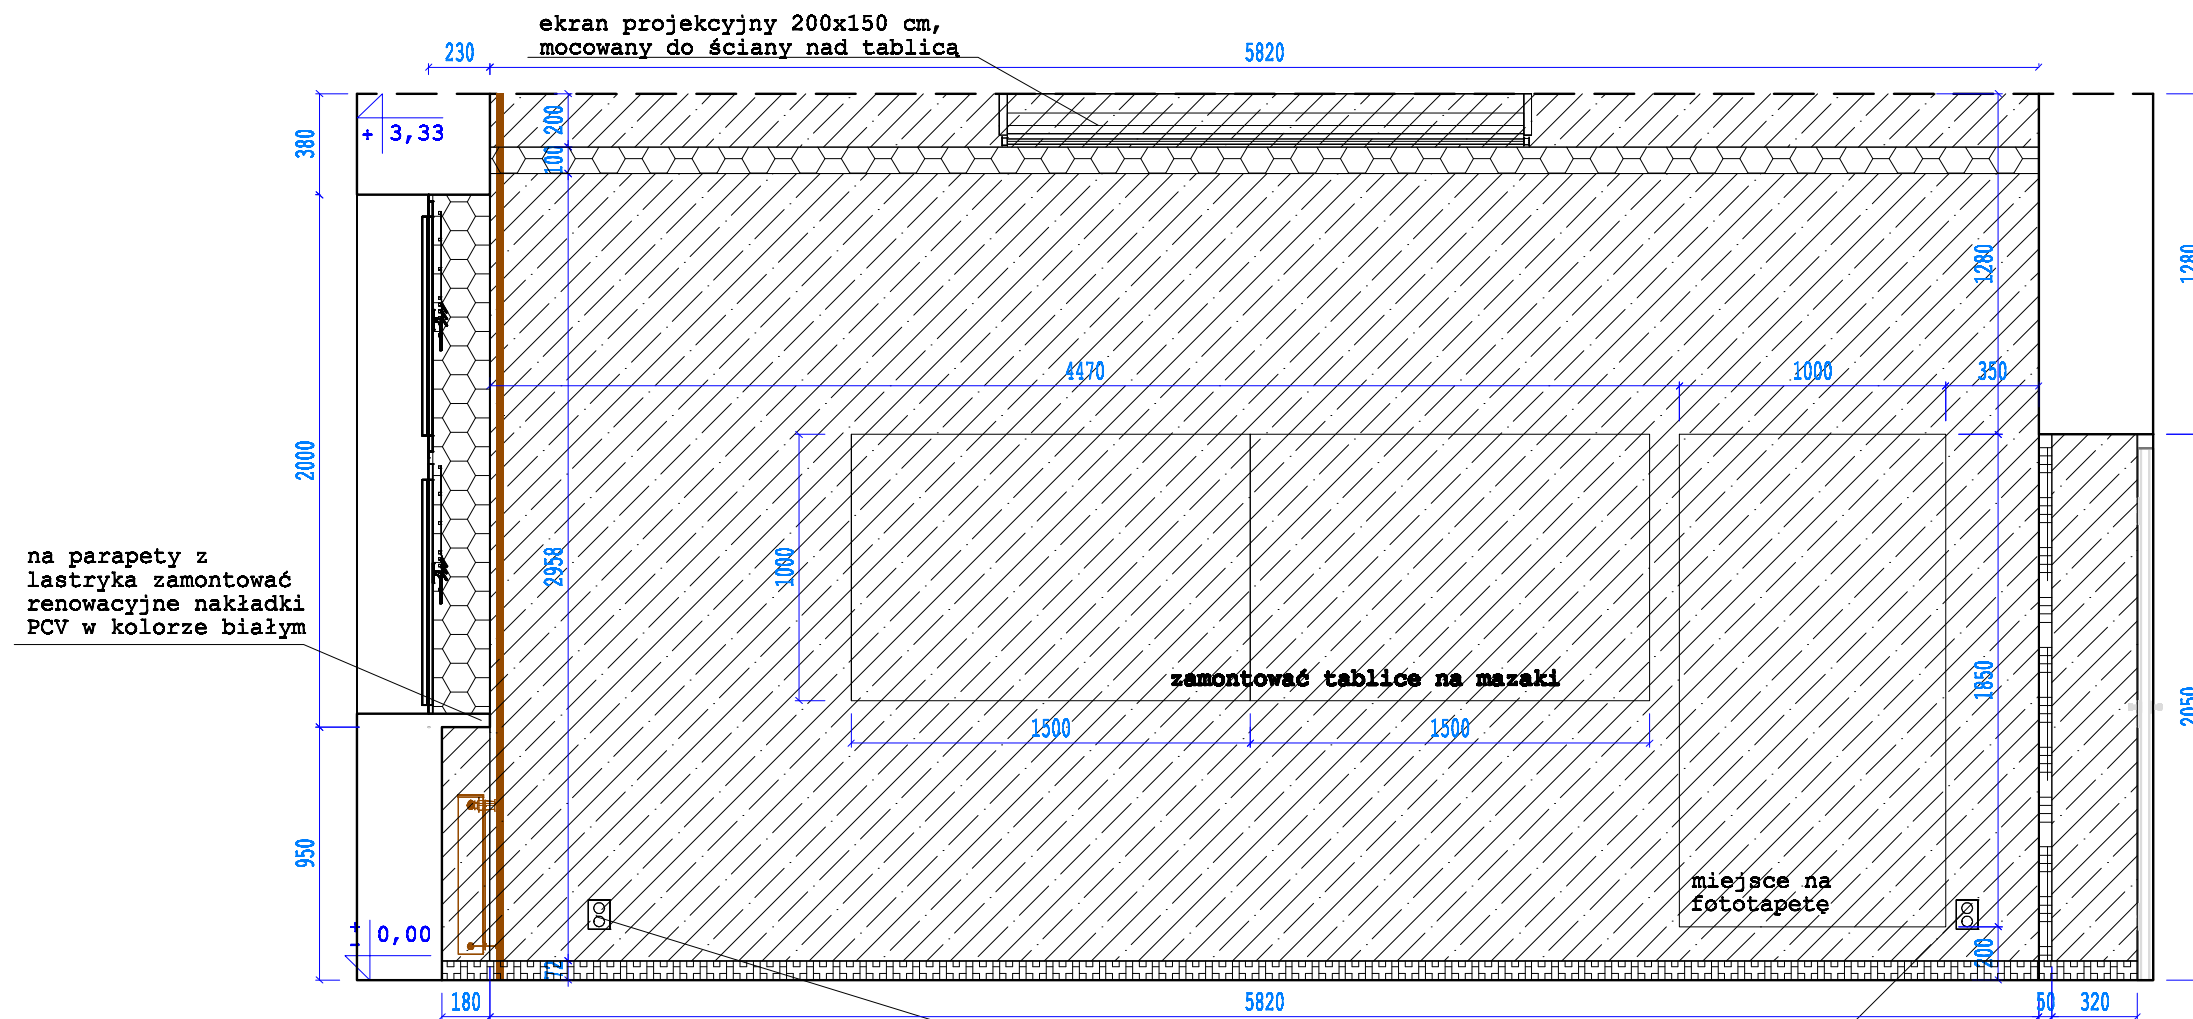 ekran projekcyjny 200x150 cm,
mocowany do ściany nad tablicą
230
5820
+ 3,33
380
200
100
1280
1280
4470
1000
350
2000
2958
1000
na parapety z
lastryka zamontować
renowacyjne nakładki
PCV w kolorze białym
zamontować tablice na mazaki
1850
2050
1500
1500
950
miejsce na
fototapetę
± 0,00
72
200
180
5820
50
320